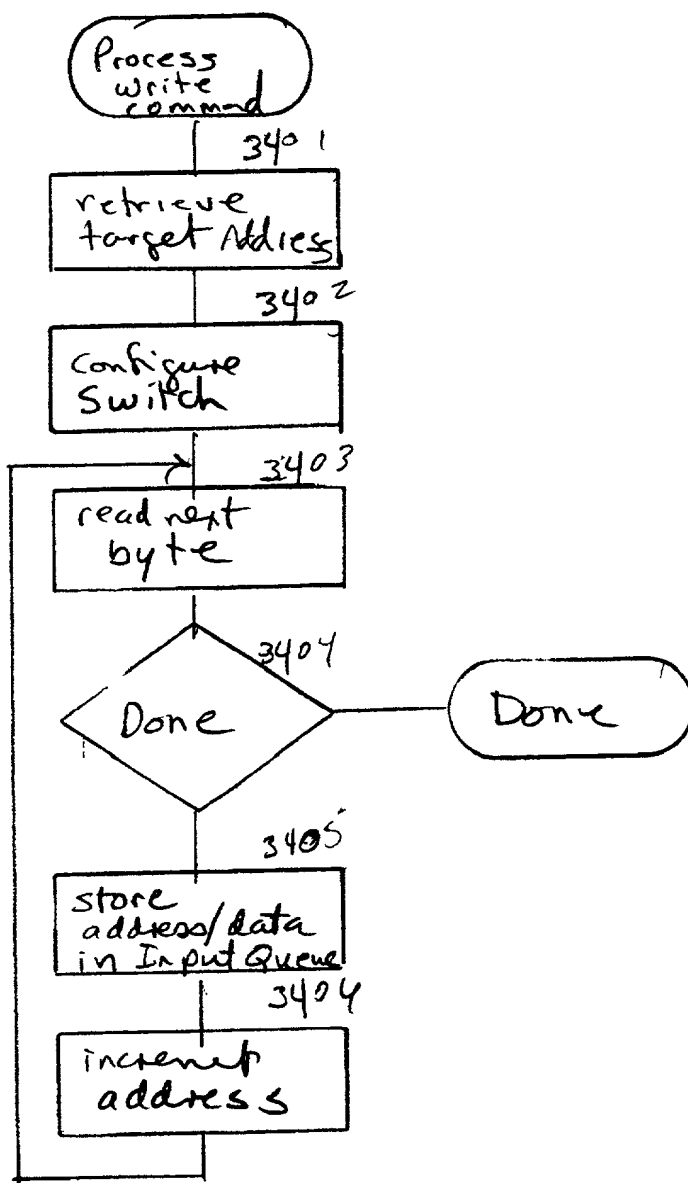 Process
write
command
3401
retrieve
target Address
3402
configure
Switch
3403
read next
byte
3404
Done
Done
3405
store
address/data
in Input Queue
3404
incremet
address